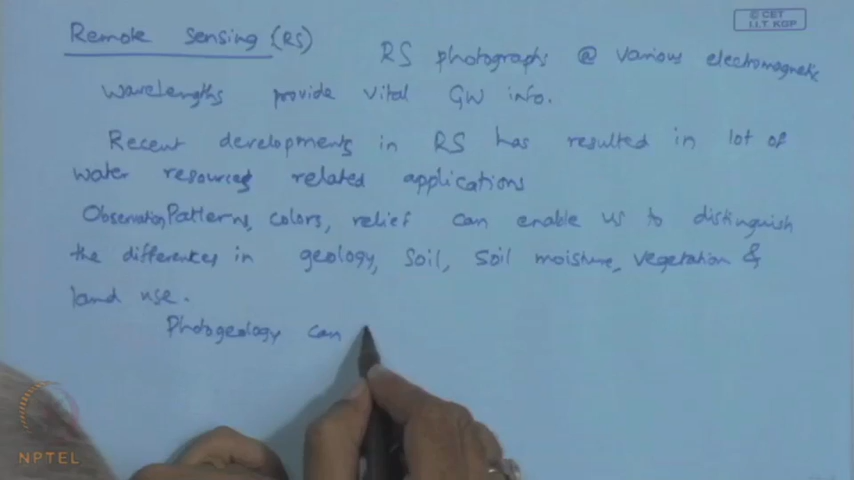 © CET
I.I.T KGP
Remote sensing (RS)
RS photographs @ various electromagnetic
wavelengths provide vital GW info.
Recent developments in RS has resulted in lot of
water resources related applications
Observation Patterns, colors, relief can enable us to distinguish
the differences in geology, soil, soil moisture, vegetation &
land use.
Photogeology can
NPTEL